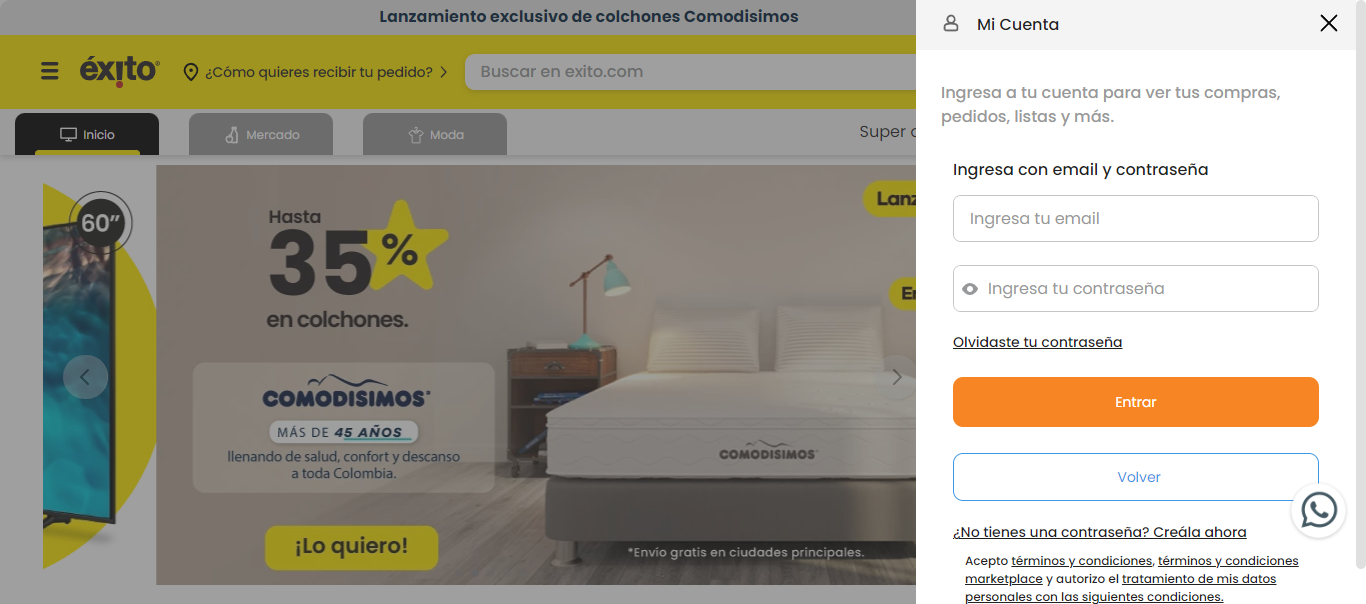 Lanzamiento exclusivo de colchones Comodisimos
éxito
¿Cómo quieres recibir tu pedido?
Buscar en exito.com
Inicio
Mercado
Moda
Super
60”
Hasta
35%
en colchones.
COMODISIMOS
MÁS DE 45 AÑOS
llenando de salud, confort y descanso
a toda Colombia.
¡Lo quiero!
COMODISIMOS
*Envío gratis en ciudades principales.
Mi Cuenta
Ingresa a tu cuenta para ver tus compras,
pedidos, listas y más.
Ingresa con email y contraseña
Ingresa tu email
Ingresa tu contraseña
Olvidaste tu contraseña
Entrar
Volver
¿No tienes una contraseña? Creála ahora
Acepto términos y condiciones, términos y condiciones
marketplace y autorizo el tratamiento de mis datos
personales con las siguientes condiciones.